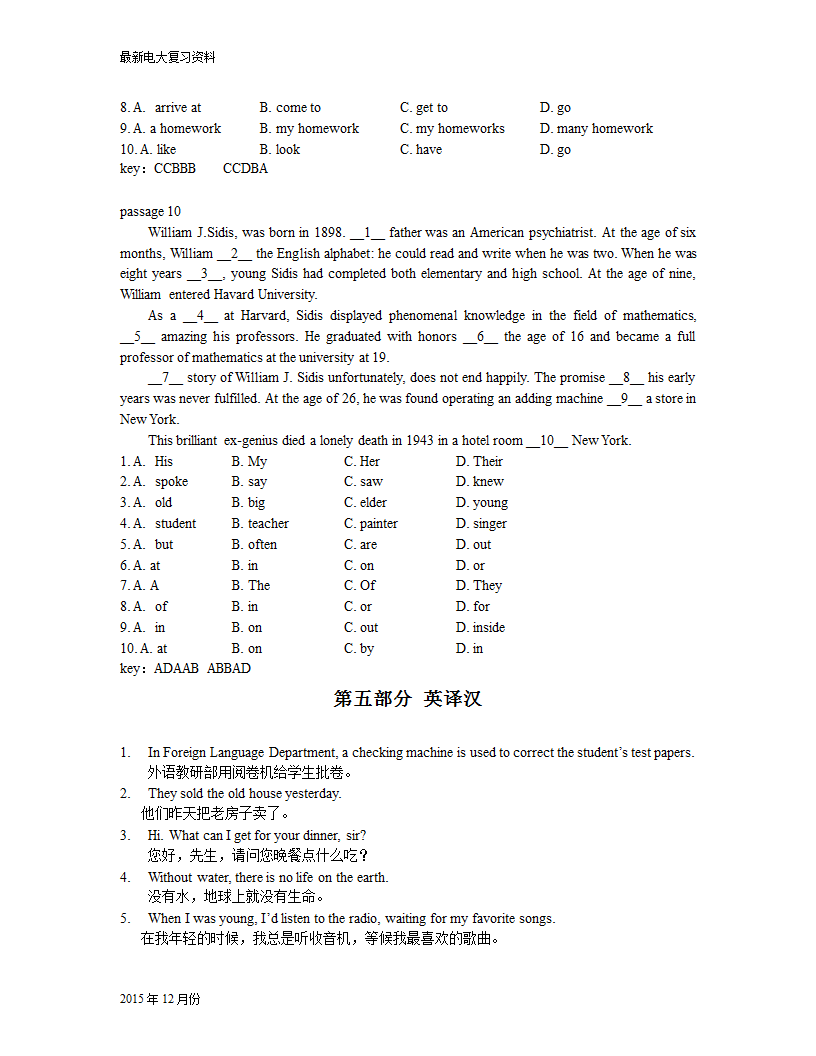 最新电大复习资料
8. A. arrive at B. come to C. get to D. go
9. A. a homework B. my homework C. my homeworks D. many homework
10. A. like B. look C. have D. go
key：CCBBB CCDBA
passage 10
William J.Sidis, was born in 1898. __1__ father was an American psychiatrist. At the age of six
months, William __2__ the English alphabet: he could read and write when he was two. When he was
eight years __3__, young Sidis had completed both elementary and high school. At the age of nine,
William entered Havard University.
As a __4__ at Harvard, Sidis displayed phenomenal knowledge in the field of mathematics,
__5__ amazing his professors. He graduated with honors __6__ the age of 16 and became a full
professor of mathematics at the university at 19.
__7__ story of William J. Sidis unfortunately, does not end happily. The promise __8__ his early
years was never fulfilled. At the age of 26, he was found operating an adding machine __9__ a store in
New York.
This brilliant ex-genius died a lonely death in 1943 in a hotel room __10__ New York.
1. A. His B. My C. Her D. Their
2. A. spoke B. say C. saw D. knew
3. A. old B. big C. elder D. young
4. A. student B. teacher C. painter D. singer
5. A. but B. often C. are D. out
6. A. at B. in C. on D. or
7. A. A B. The C. Of D. They
8. A. of B. in C. or D. for
9. A. in B. on C. out D. inside
10. A. at B. on C. by D. in
key：ADAAB ABBAD
第五部分 英译汉
1. In Foreign Language Department, a checking machine is used to correct the student’s test papers.
外语教研部用阅卷机给学生批卷。
2. They sold the old house yesterday.
他们昨天把老房子卖了。
3. Hi. What can I get for your dinner, sir?
您好，先生，请问您晚餐点什么吃？
4. Without water, there is no life on the earth.
没有水，地球上就没有生命。
5. When I was young, I’d listen to the radio, waiting for my favorite songs.
在我年轻的时候，我总是听收音机，等候我最喜欢的歌曲。
2015 年 12 月份